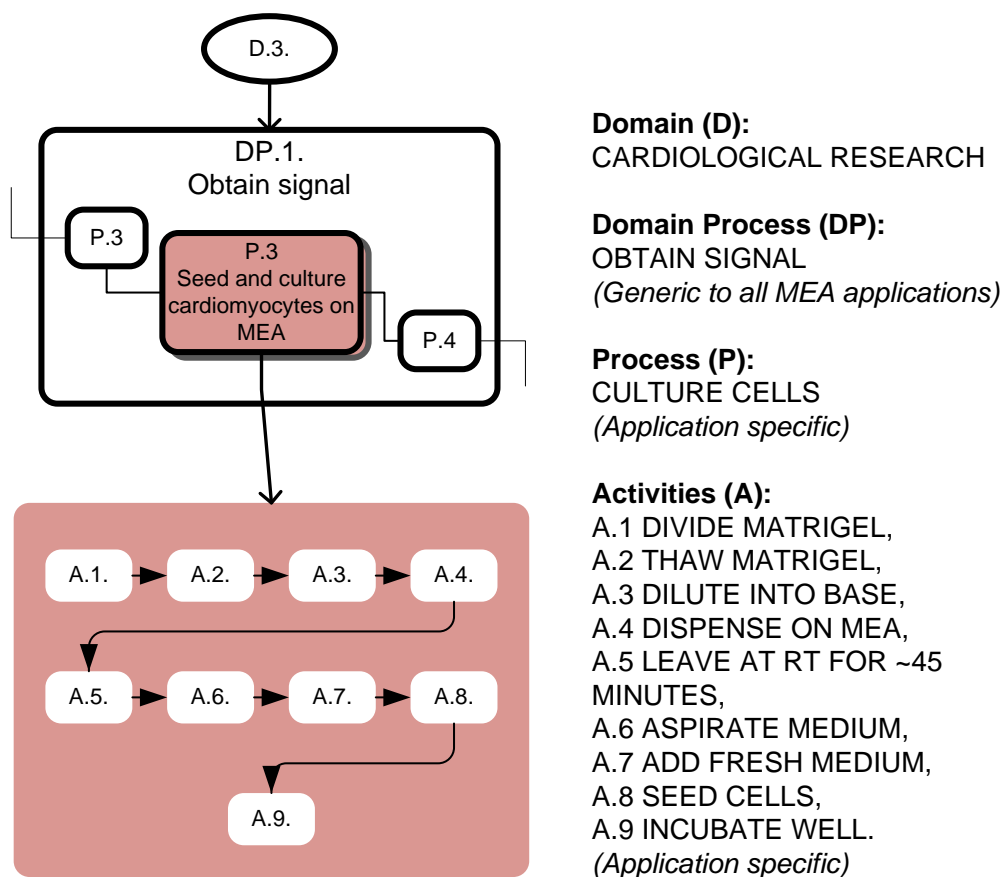 D.3.
DP.1.
Obtain signal
P.3
P.3
Seed and culture
cardiomyocytes on
MEA
P.4
A.1.
A.2.
A.3.
A.4.
A.5.
A.6.
A.7.
A.8.
A.9.
Domain (D):
CARDIOLOGICAL RESEARCH
Domain Process (DP):
OBTAIN SIGNAL
(Generic to all MEA applications)
Process (P):
CULTURE CELLS
(Application specific)
Activities (A):
A.1 DIVIDE MATRIGEL,
A.2 THAW MATRIGEL,
A.3 DILUTE INTO BASE,
A.4 DISPENSE ON MEA,
A.5 LEAVE AT RT FOR ~45
MINUTES,
A.6 ASPIRATE MEDIUM,
A.7 ADD FRESH MEDIUM,
A.8 SEED CELLS,
A.9 INCUBATE WELL.
(Application specific)